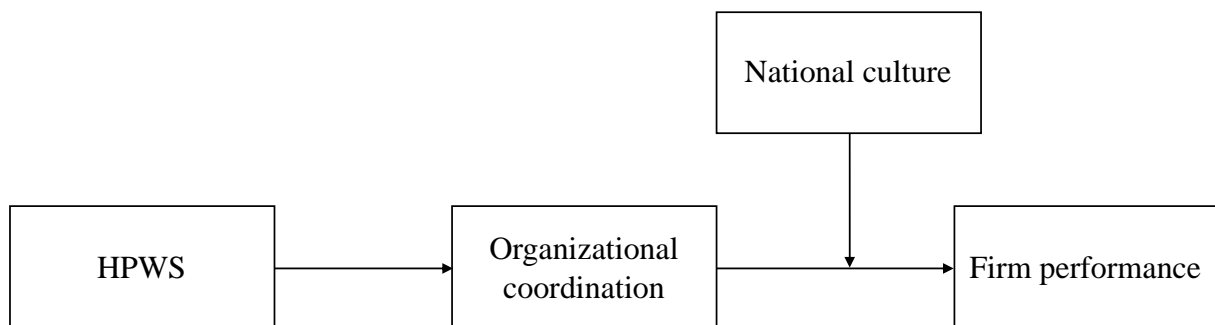 National culture
HPWS
Organizational
coordination
Firm performance